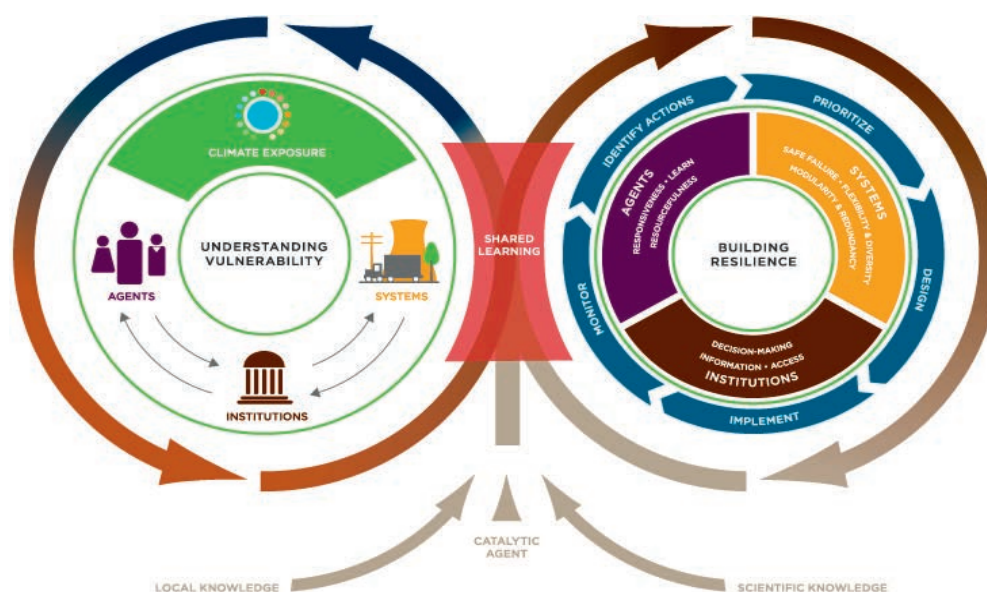 CLIMATE EXPOSURE
UNDERSTANDING
VULNERABILITY
AGENTS
SYSTEMS
INSTITUTIONS
SHARED
LEARNING
IDENTIFY ACTIONS
PRIORITIZE
DESIGN
IMPLEMENT
MONITOR
AGENTS
RESPONSIVENESS • LEARN
RESOURCEFULNESS
SYSTEMS
SAFE FAILURE • FLEXIBILITY & DIVERSITY
MODULARITY & REDUNDANCY
BUILDING
RESILIENCE
DECISION-MAKING
INFORMATION • ACCESS
INSTITUTIONS
CATALYTIC
AGENT
LOCAL KNOWLEDGE
SCIENTIFIC KNOWLEDGE